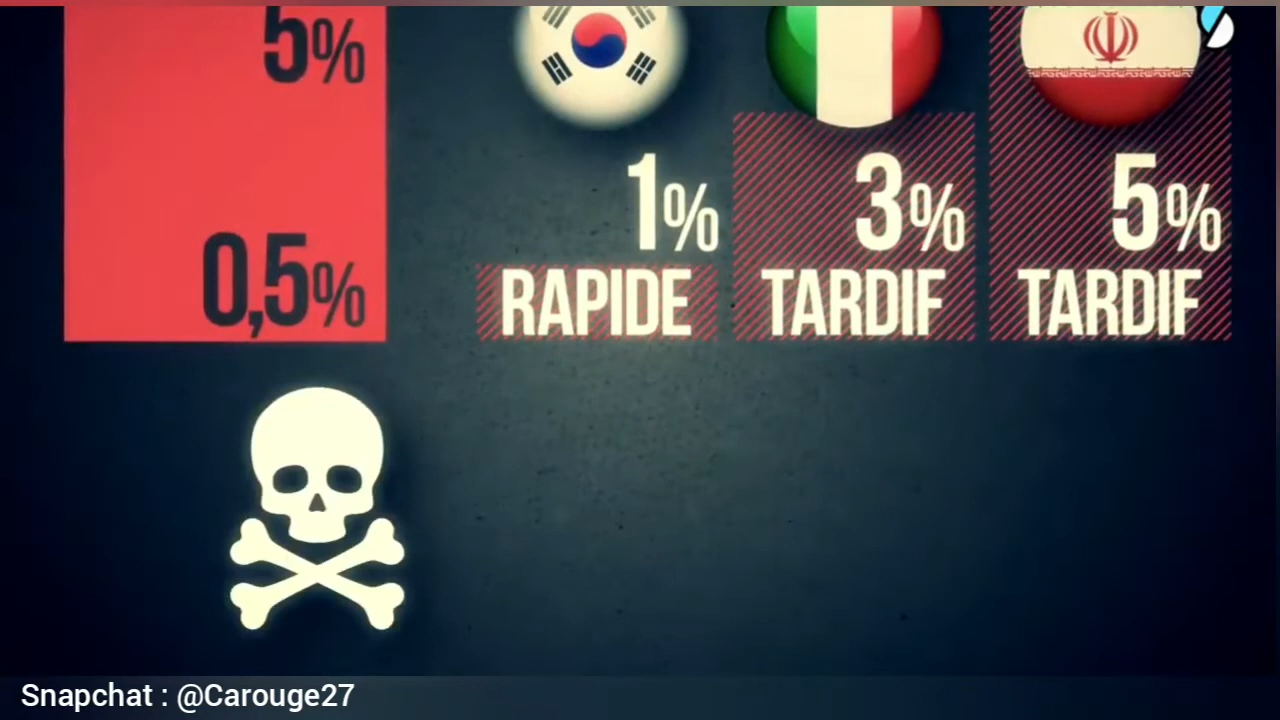 5%
0,5%
1%
RAPIDE
3%
TARDIF
5%
TARDIF
Snapchat : @Carouge27